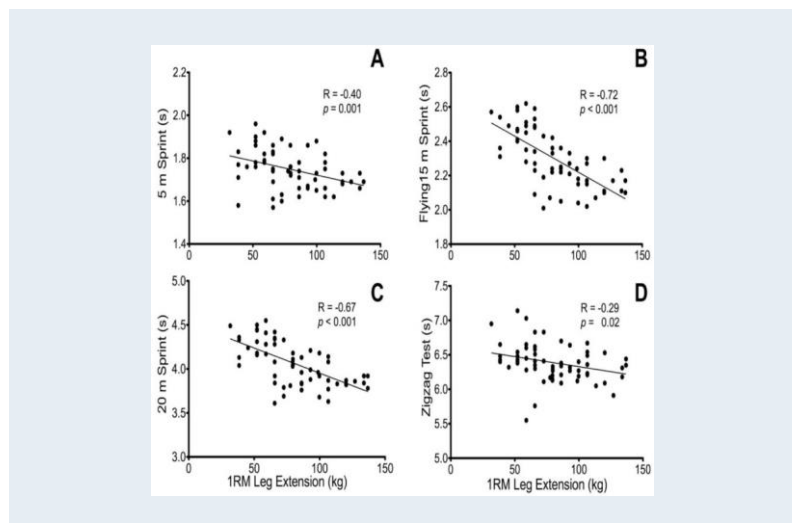 A
2.2
2.0
1.8
1.6
1.4
50
100
150
5 m Sprint (s)
R = -0.40
p = 0.001
B
2.8
2.6
2.4
2.2
2.0
1.8
0
50
100
150
Flying15 m Sprint (s)
R = -0.72
p < 0.001
C
5.0
4.5
4.0
3.5
3.0
0
50
100
150
20 m Sprint (s)
R = -0.67
p < 0.001
1RM Leg Extension (kg)
D
7.5
7.0
6.5
6.0
5.5
5.0
0
50
100
150
Zigzag Test (s)
R = -0.29
p = 0.02
1RM Leg Extension (kg)